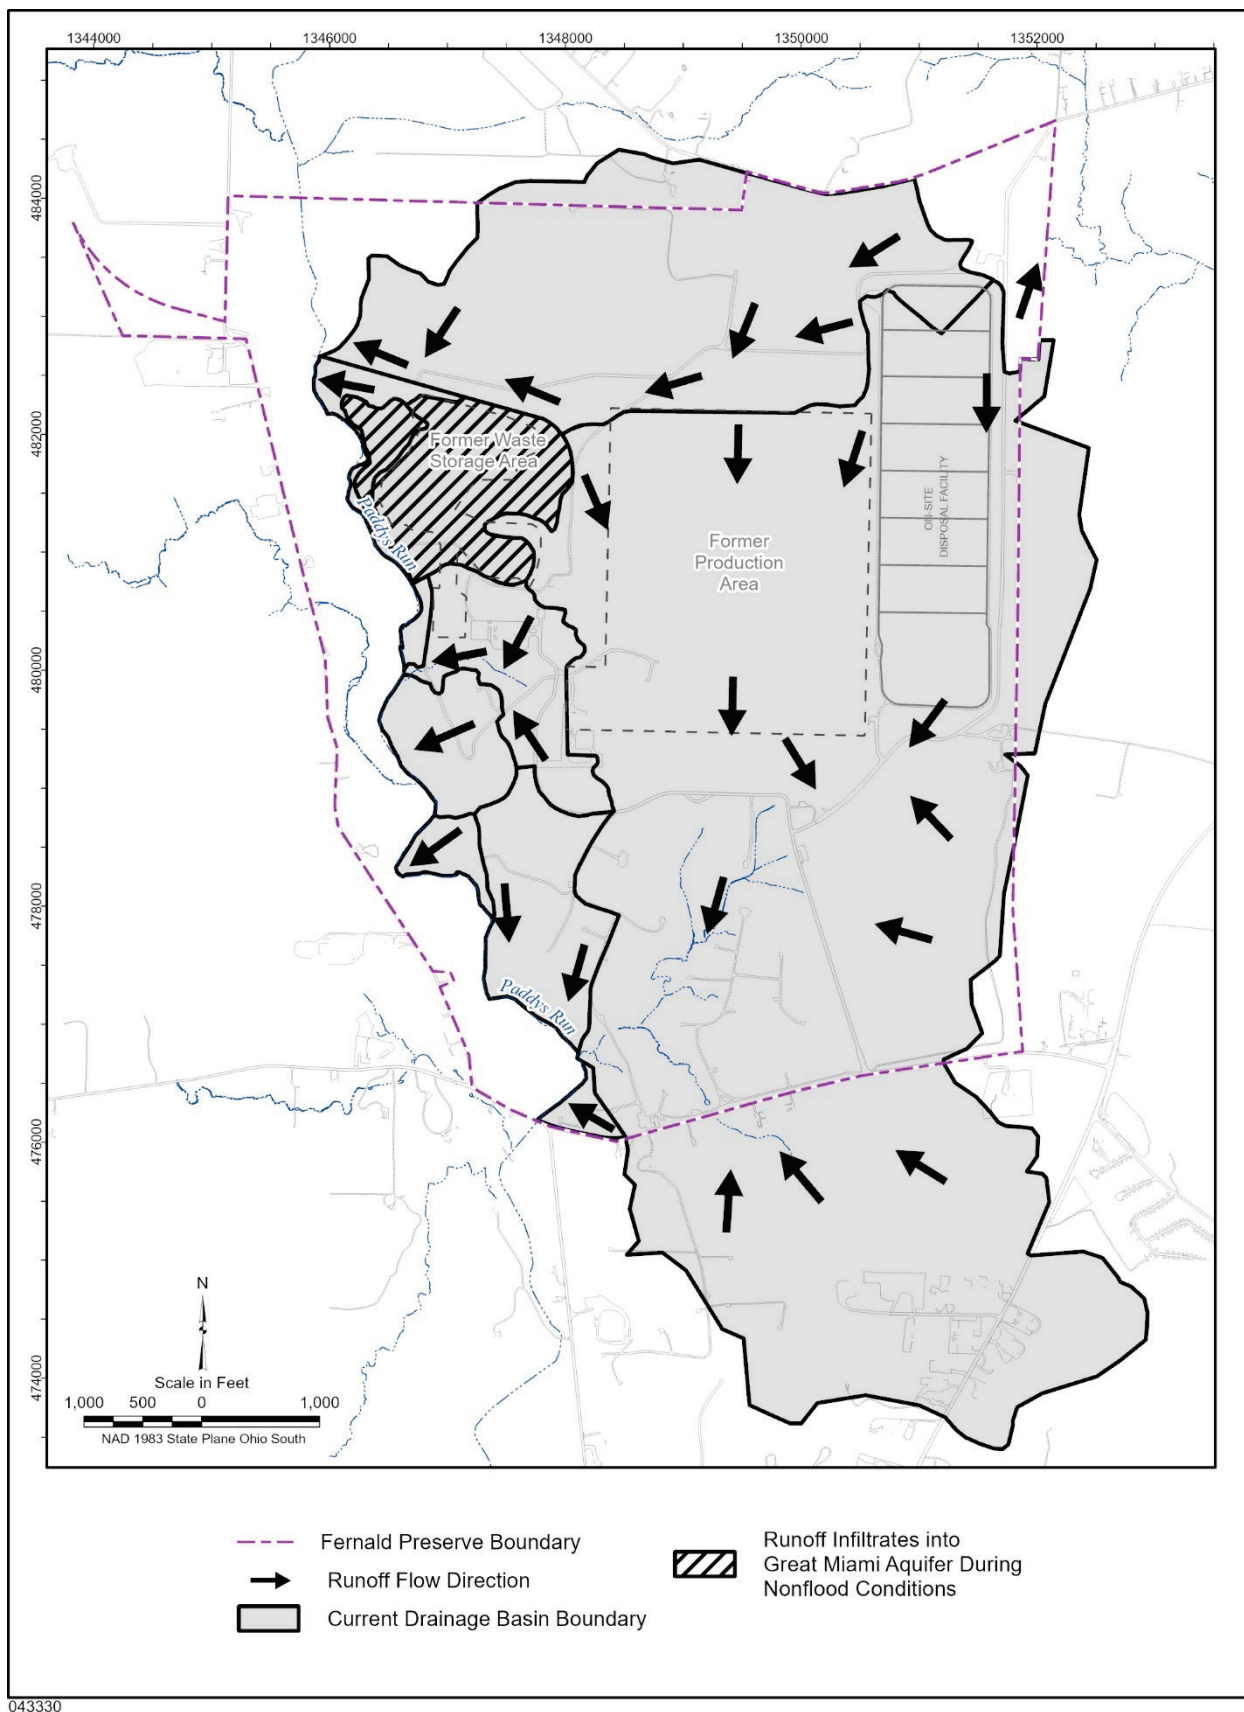 1344000
1346000
1348000
1350000
1352000
484000
482000
480000
478000
476000
474000
Former Waste
Storage Area
Paddys Run
Former
Production
Area
ON-SITE
DISPOSAL FACILITY
Paddys Run
N
Scale in Feet
1,000 500 0 1,000
NAD 1983 State Plane Ohio South
Fernald Preserve Boundary
Runoff Flow Direction
Current Drainage Basin Boundary
Runoff Infiltrates into
Great Miami Aquifer During
Nonflood Conditions
043330